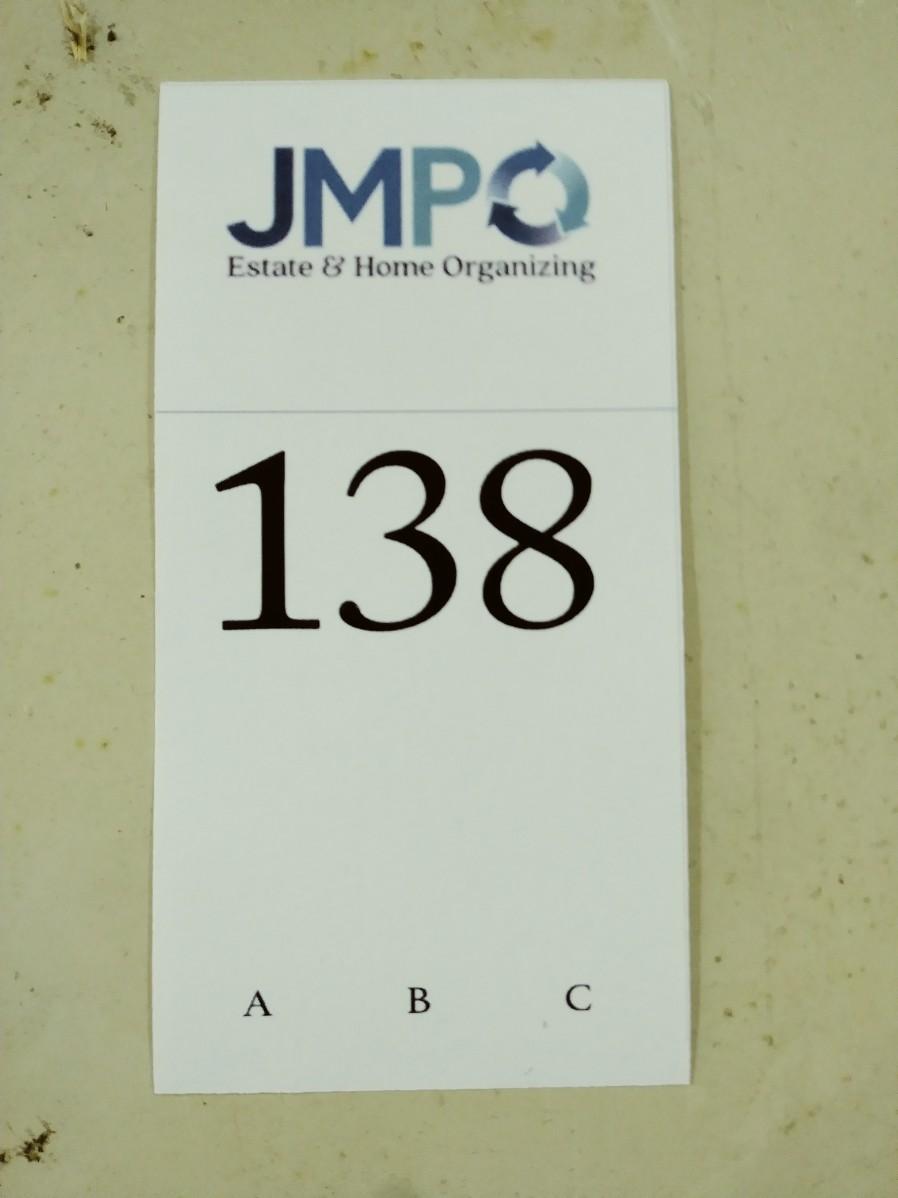 JMPO
Estate & Home Organizing
138
A B C